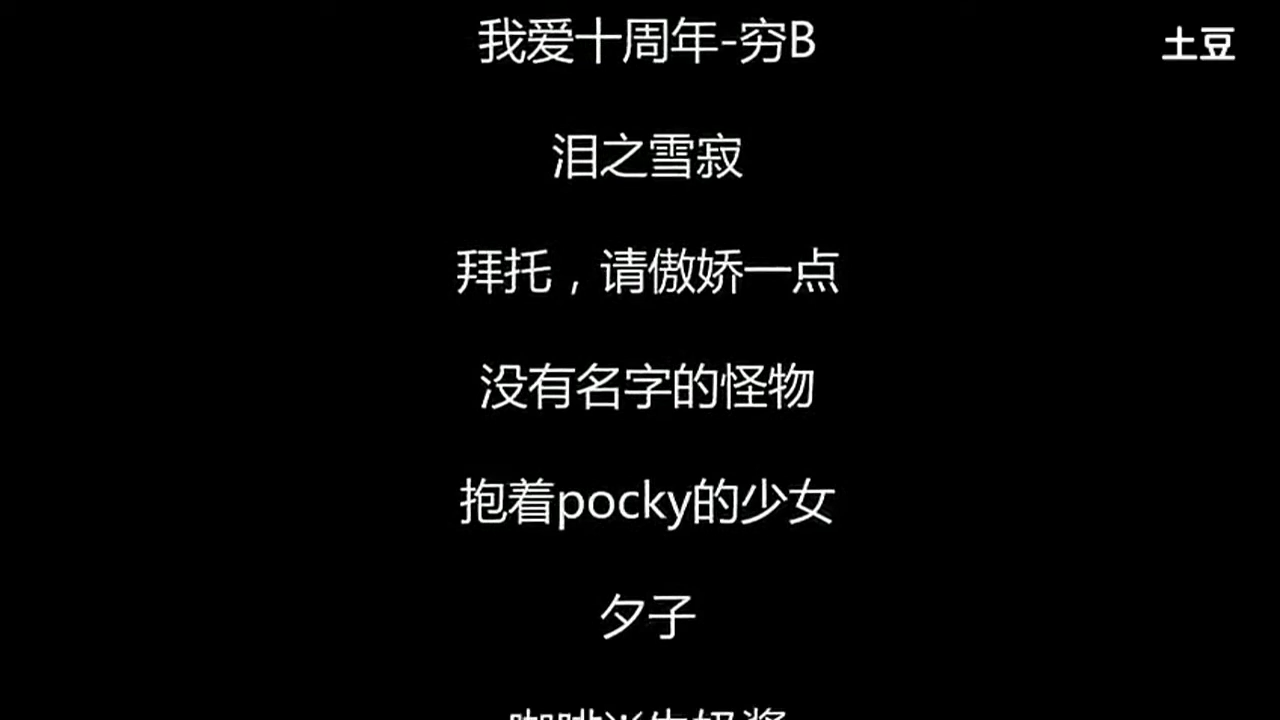 我爱十周年-穷B
土豆
泪之雪寂
拜托，请傲娇一点
没有名字的怪物
抱着pocky的少女
夕子